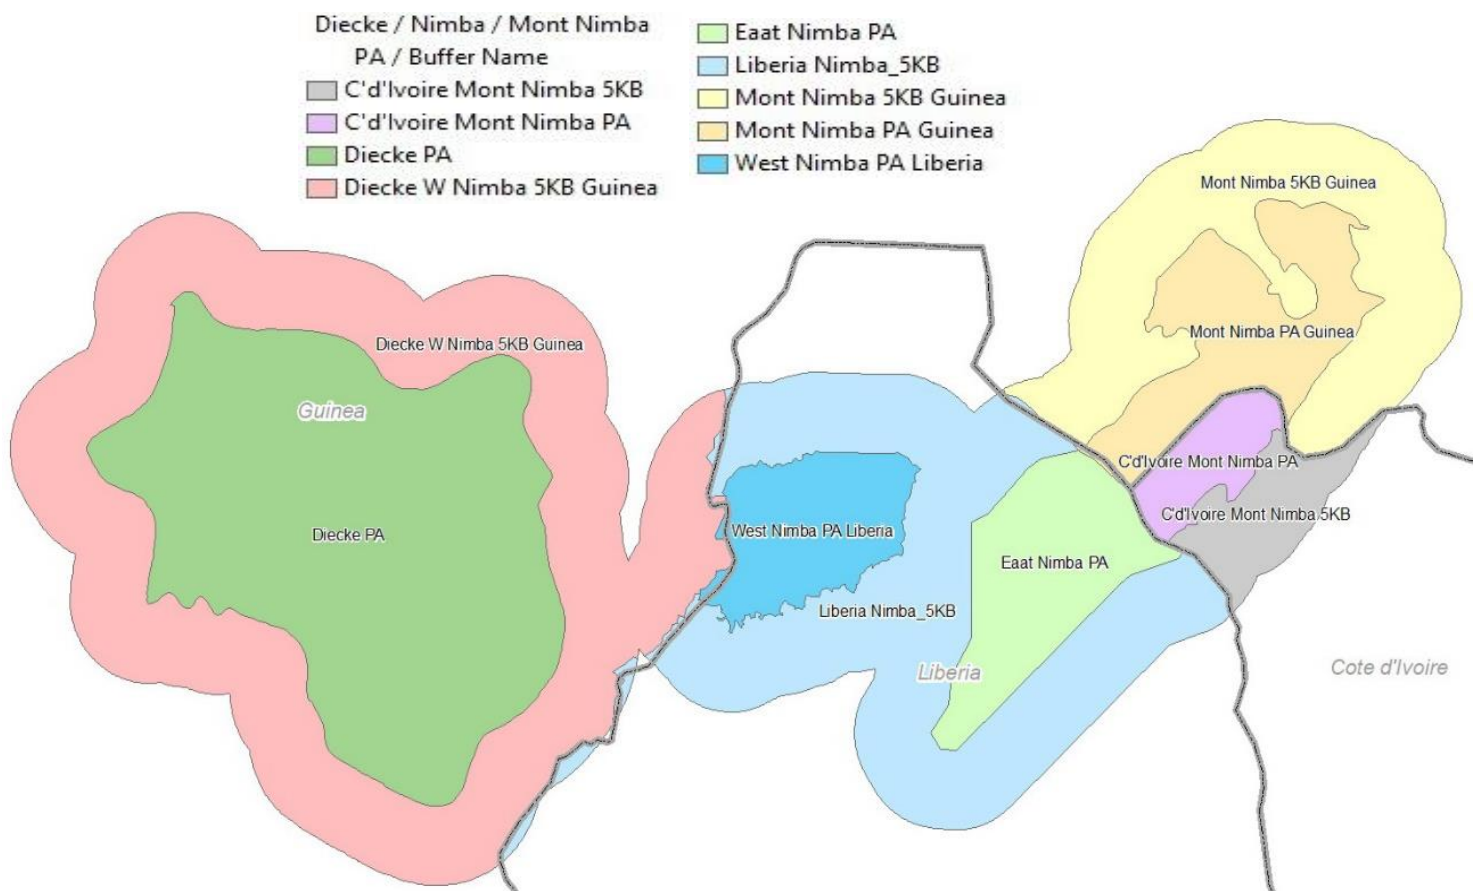 Diecke / Nimba / Mont Nimba
PA / Buffer Name
C'd'Ivoire Mont Nimba 5KB
C'd'Ivoire Mont Nimba PA
Diecke PA
Diecke W Nimba 5KB Guinea
Eaat Nimba PA
Liberia Nimba_5KB
Mont Nimba 5KB Guinea
Mont Nimba PA Guinea
West Nimba PA Liberia
Mont Nimba 5KB Guinea
Mont Nimba PA Guinea
Diecke W Nimba 5KB Guinea
Guinea
C'd'Ivoire Mont Nimba PA
C'd'Ivoire Mont Nimba 5KB
Diecke PA
West Nimba PA Liberia
Eaat Nimba PA
Liberia Nimba_5KB
Liberia
Cote d'Ivoire